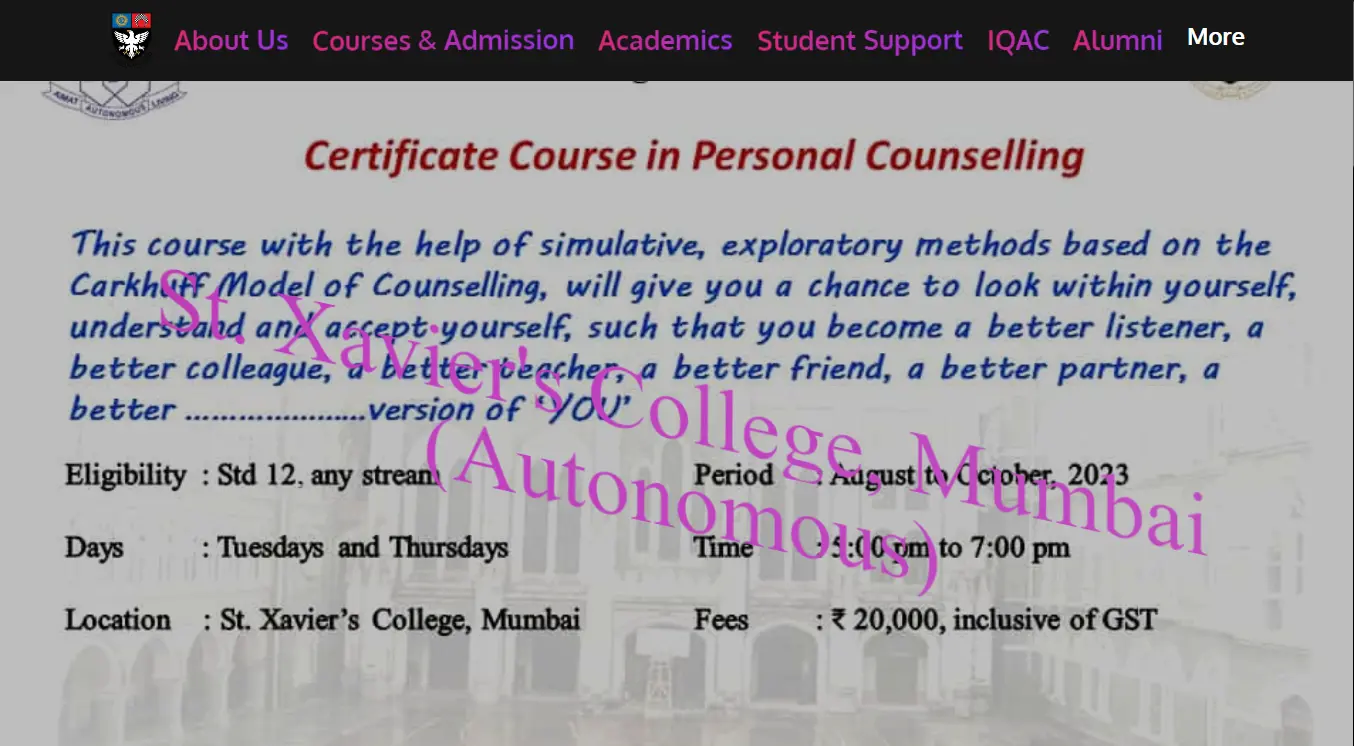 About Us Courses & Admission Academics Student Support IQAC Alumni More
AUTONOMOUS LIVING
Certificate Course in Personal Counselling
This course with the help of simulative, exploratory methods based on the
Carkhuff Model of Counselling, will give you a chance to look within yourself,
understand and accept yourself, such that you become a better listener, a
better colleague, a better teacher, a better friend, a better partner, a
better .....................version of ‘YOU’
St. Xavier's College, Mumbai
(Autonomous)
Eligibility : Std 12, any stream Period : August to October, 2023
Days : Tuesdays and Thursdays Time : 5:00 pm to 7:00 pm
Location : St. Xavier’s College, Mumbai Fees : ₹ 20,000, inclusive of GST